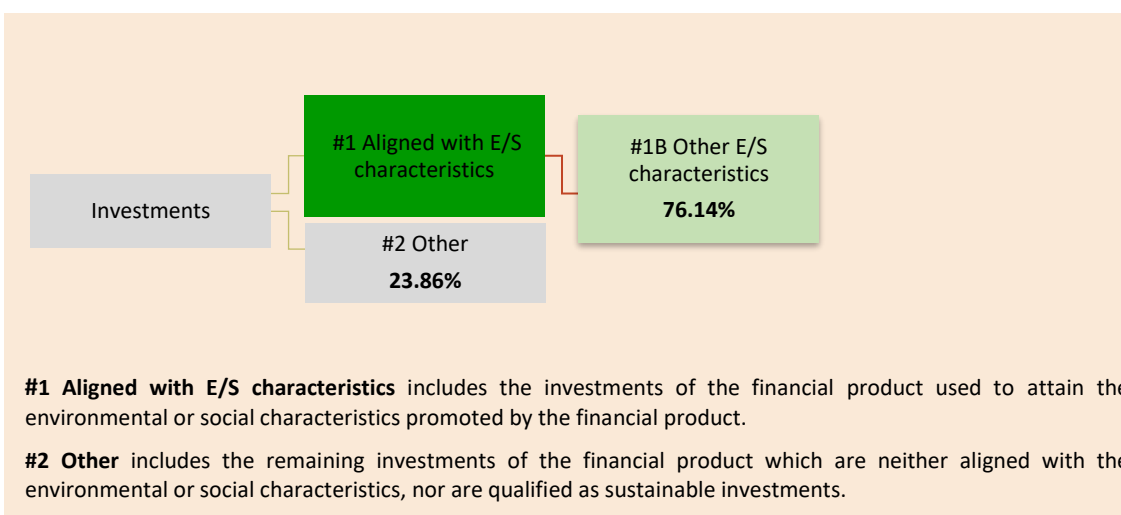 #1 Aligned with E/S
characteristics
#1B Other E/S
characteristics
76.14%
Investments
#2 Other
23.86%
#1 Aligned with E/S characteristics includes the investments of the financial product used to attain the
environmental or social characteristics promoted by the financial product.
#2 Other includes the remaining investments of the financial product which are neither aligned with the
environmental or social characteristics, nor are qualified as sustainable investments.